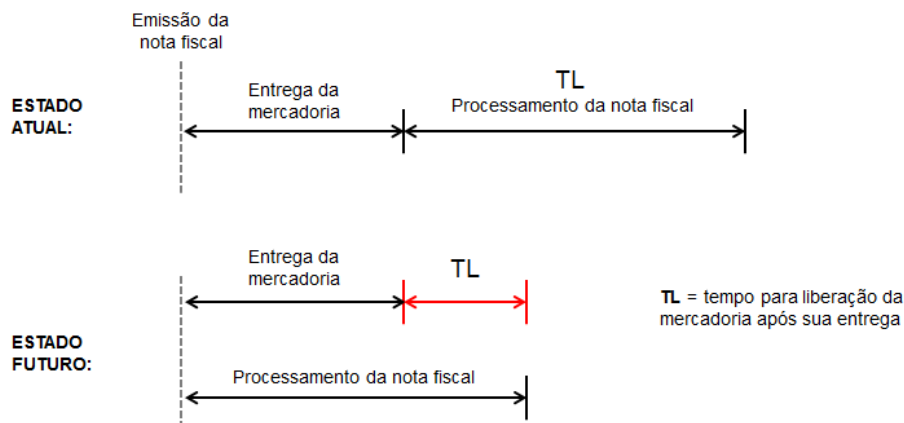 Emissão da
nota fiscal
ESTADO
ATUAL:
Entrega da
mercadoria
TL
Processamento da nota fiscal
Entrega da
mercadoria
TL
TL = tempo para liberação da
mercadoria após sua entrega
ESTADO
FUTURO:
Processamento da nota fiscal